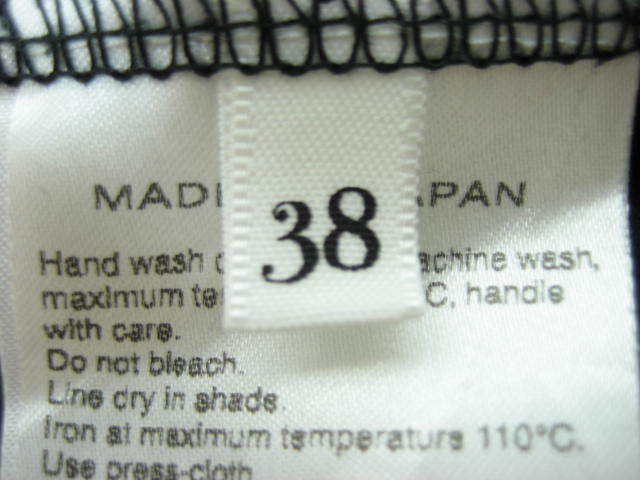 38
MAD APAN
Hand wash achine wash,
maximum te C, handle
with care.
Do not bleach.
Line dry in shade.
Iron at maximum temperature 110°C.
Use press-cloth